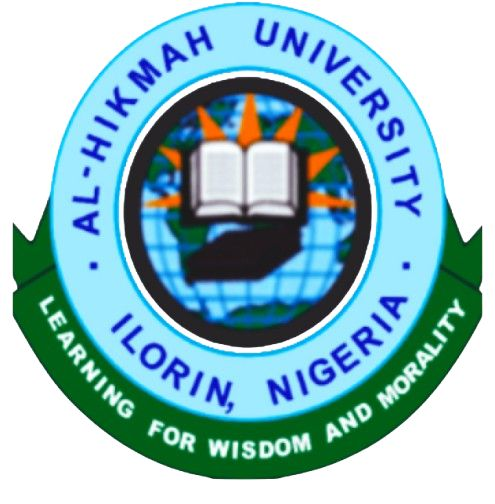 AL-HIKMAH UNIVERSITY
ILORIN, NIGERIA
LEARNING FOR WISDOM AND MORALITY